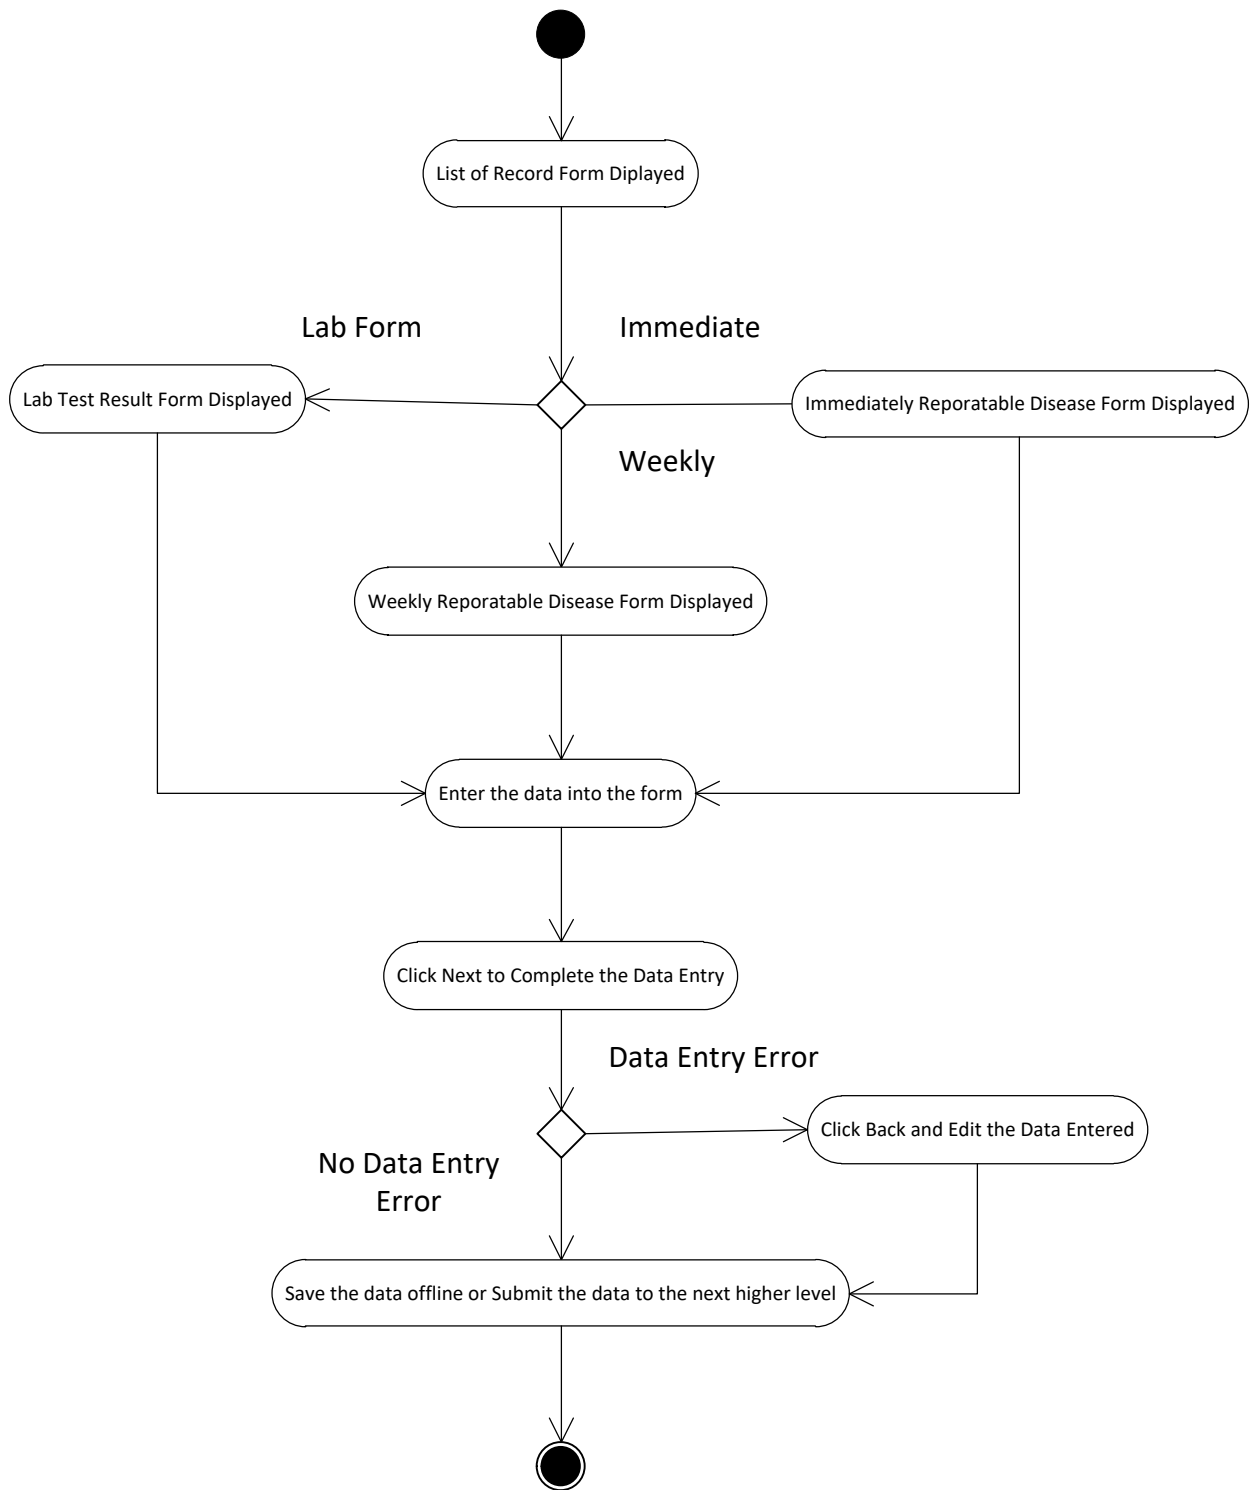 List of Record Form Diplayed
Lab Form
Immediate
Lab Test Result Form Displayed
Immediately Reporatable Disease Form Displayed
Weekly
Weekly Reporatable Disease Form Displayed
Enter the data into the form
Click Next to Complete the Data Entry
Data Entry Error
Click Back and Edit the Data Entered
No Data Entry
Error
Save the data offline or Submit the data to the next higher level